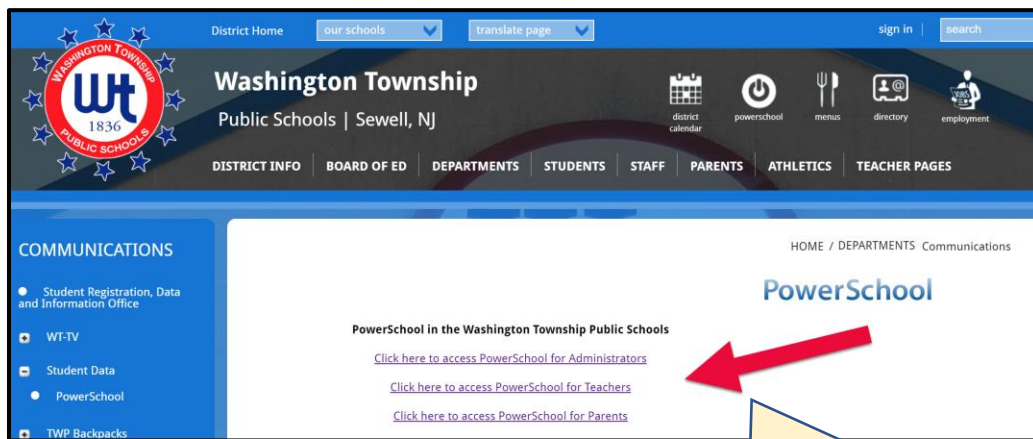 District Home our schools translate page sign in | search
WASHINGTON TOWNSHIP
Wt
1836
PUBLIC SCHOOLS
Washington Township
Public Schools | Sewell, NJ
district calendar
powerschool
menus
directory
employment
DISTRICT INFO BOARD OF ED DEPARTMENTS STUDENTS STAFF PARENTS ATHLETICS TEACHER PAGES
COMMUNICATIONS
Student Registration, Data
and Information Office
WT-TV
Student Data
PowerSchool
TWP Backpacks
HOME / DEPARTMENTS Communications
PowerSchool
PowerSchool in the Washington Township Public Schools
Click here to access PowerSchool for Administrators
Click here to access PowerSchool for Teachers
Click here to access PowerSchool for Parents